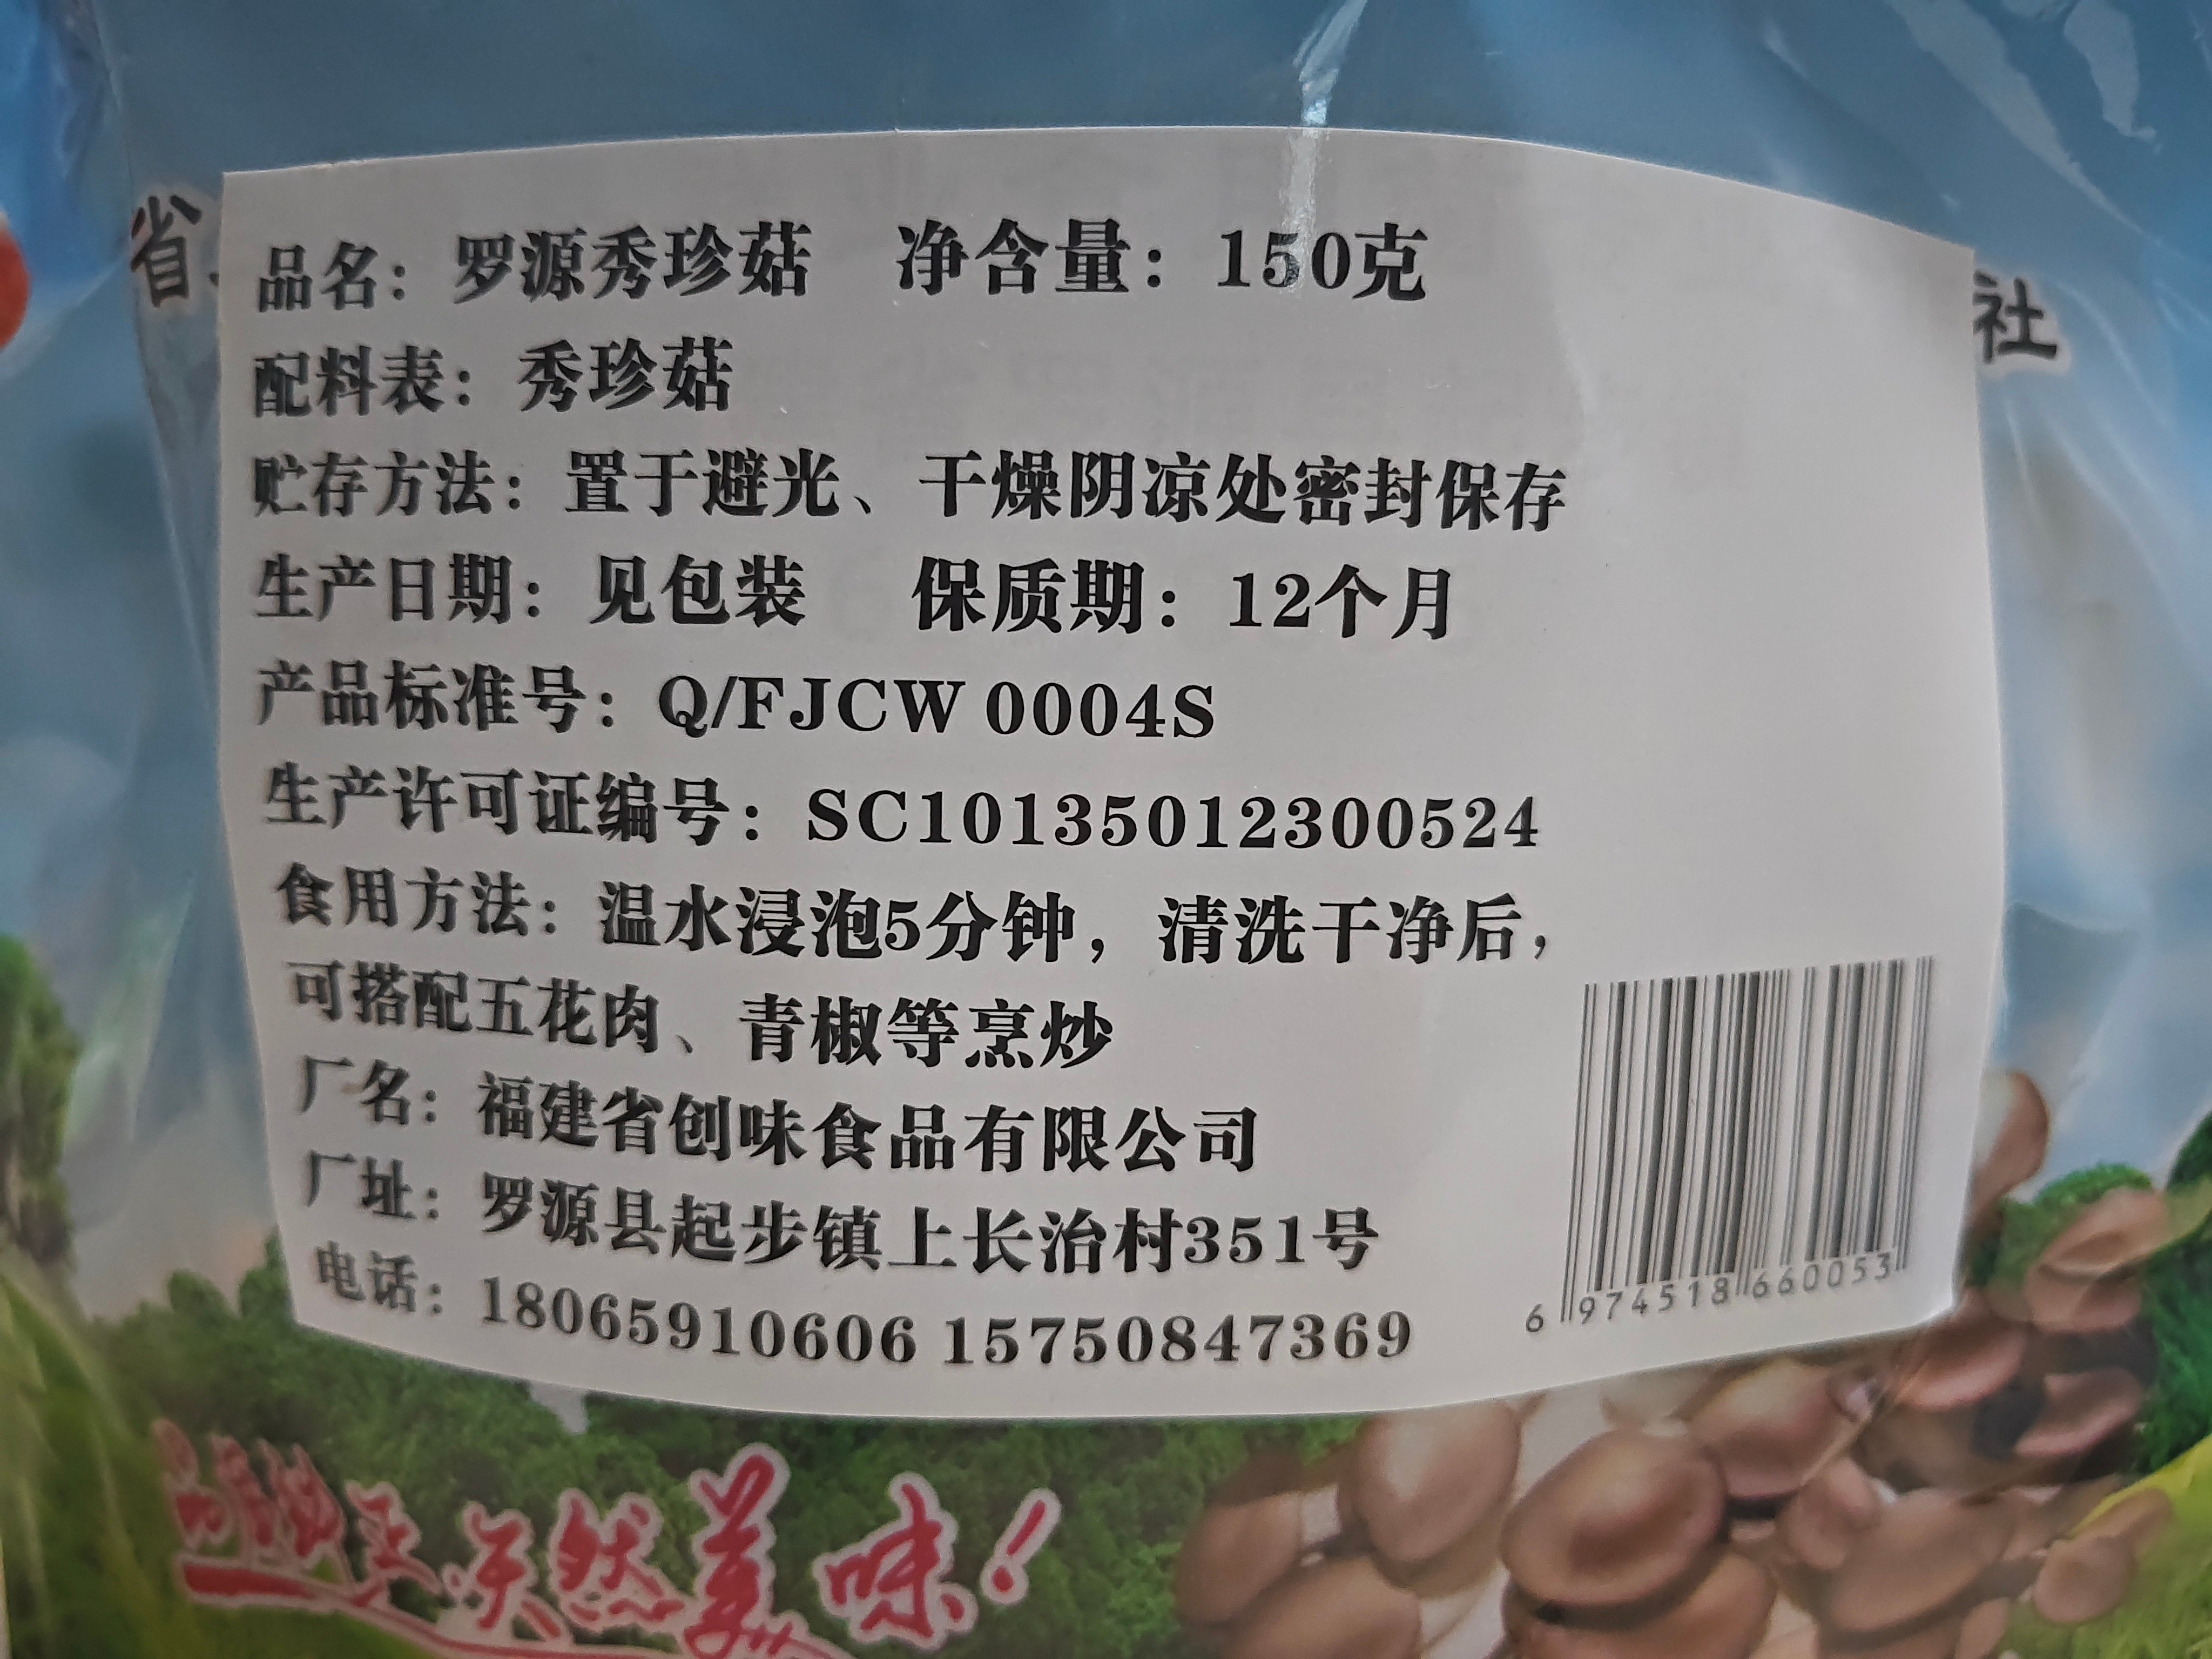 省
社
品名：罗源秀珍菇　净含量：150克
配料表：秀珍菇
贮存方法：置于避光、干燥阴凉处密封保存
生产日期：见包装　保质期：12个月
产品标准号：Q/FJCW 0004S
生产许可证编号：SC10135012300524
食用方法：温水浸泡5分钟，清洗干净后，
可搭配五花肉、青椒等烹炒
厂名：福建省创味食品有限公司
厂址：罗源县起步镇上长治村351号
电话：18065910606 15750847369
6 974518 660053
天然美味！